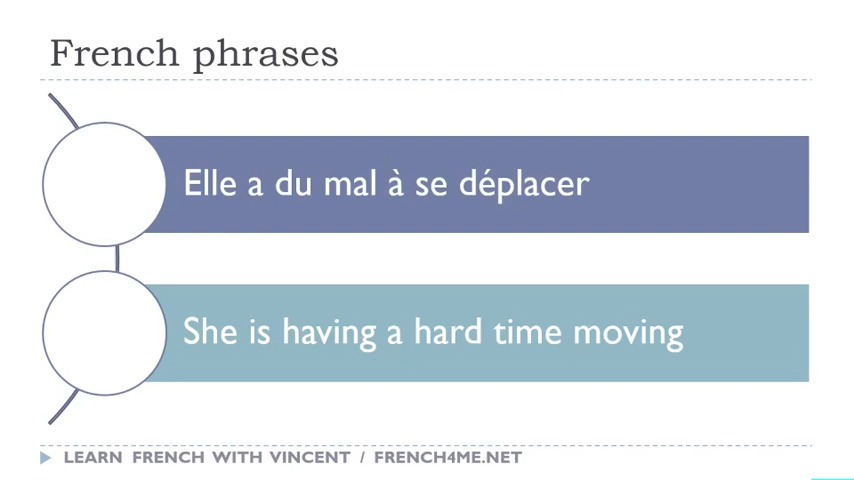 French phrases
Elle a du mal à se déplacer
She is having a hard time moving
LEARN FRENCH WITH VINCENT / FRENCH4ME.NET